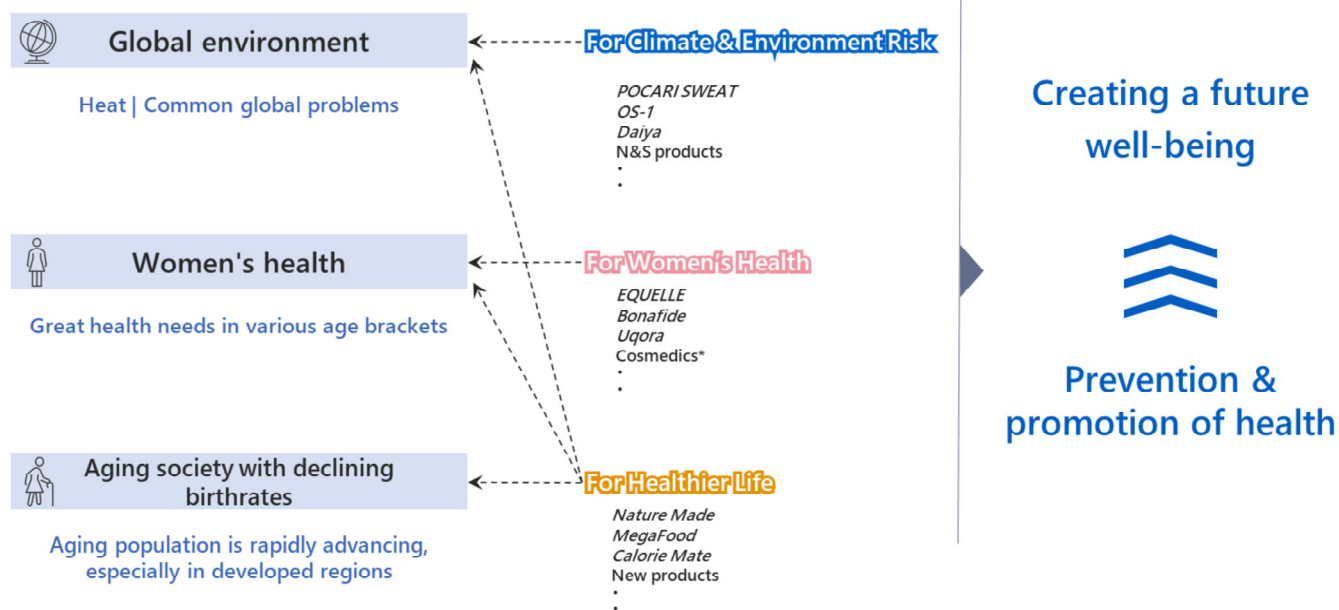 Global environment
Heat | Common global problems
For Climate & Environment Risk
POCARI SWEAT
OS-1
Daiya
N&S products
.
.
Women's health
Great health needs in various age brackets
For Women's Health
EQUELLE
Bonafide
Uqora
Cosmedics*
.
.
Aging society with declining
birthrates
Aging population is rapidly advancing,
especially in developed regions
For Healthier Life
Nature Made
MegaFood
Calorie Mate
New products
.
.
Creating a future
well-being
Prevention &
promotion of health